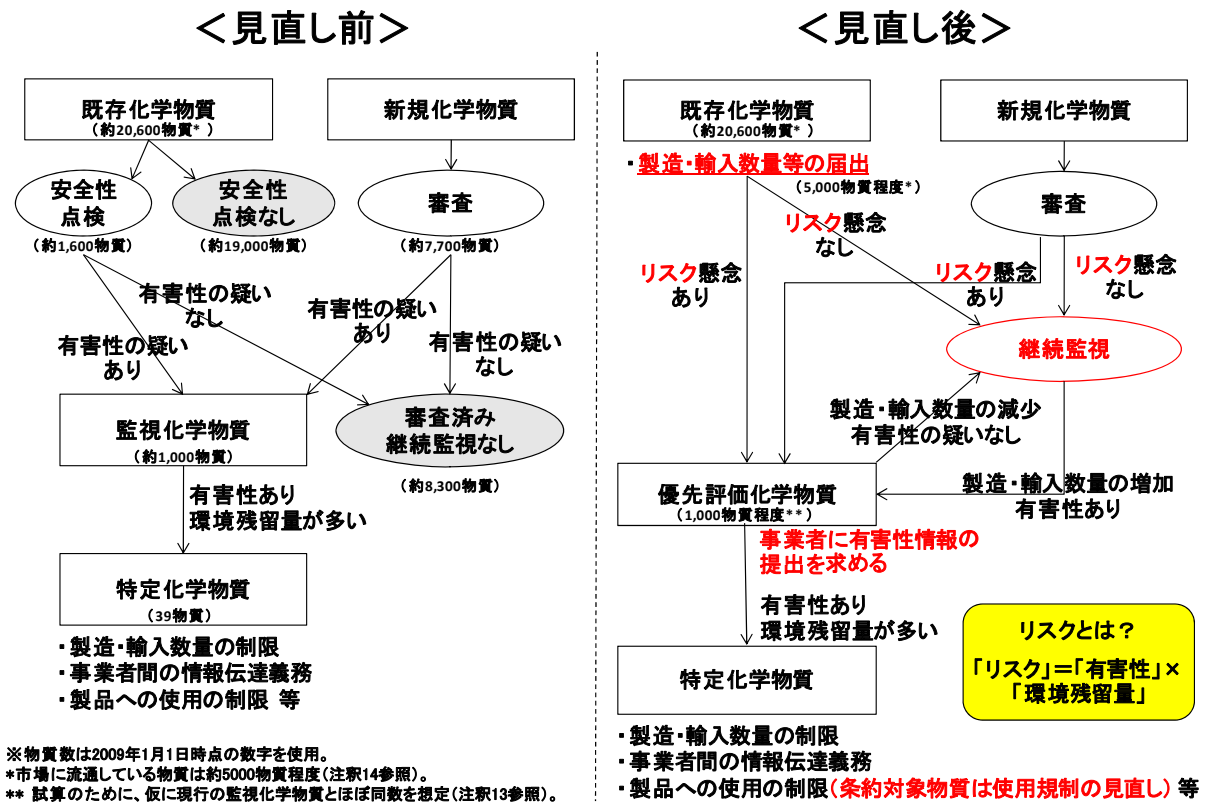 ＜見直し前＞
既存化学物質
（約20,600物質* ）
新規化学物質
安全性
点検
（約1,600物質）
安全性
点検なし
（約19,000物質）
審査
（約7,700物質）
有害性の疑い
なし
有害性の疑い
あり
有害性の疑い
あり
有害性の疑い
なし
監視化学物質
（約1,000物質）
審査済み
継続監視なし
（約8,300物質）
有害性あり
環境残留量が多い
特定化学物質
（39物質）
・製造・輸入数量の制限
・事業者間の情報伝達義務
・製品への使用の制限 等
※物質数は2009年1月1日時点の数字を使用。
*市場に流通している物質は約5000物質程度（注釈14参照）。
** 試算のために、仮に現行の監視化学物質とほぼ同数を想定（注釈13参照）。
＜見直し後＞
既存化学物質
（約20,600物質* ）
新規化学物質
・製造・輸入数量等の届出
（5,000物質程度*）
審査
リスク懸念
なし
リスク懸念
あり
リスク懸念
あり
リスク懸念
なし
継続監視
製造・輸入数量の減少
有害性の疑いなし
優先評価化学物質
（1,000物質程度**）
製造・輸入数量の増加
有害性あり
事業者に有害性情報の
提出を求める
有害性あり
環境残留量が多い
特定化学物質
リスクとは？
「リスク」＝「有害性」×
「環境残留量」
・製造・輸入数量の制限
・事業者間の情報伝達義務
・製品への使用の制限（条約対象物質は使用規制の見直し） 等